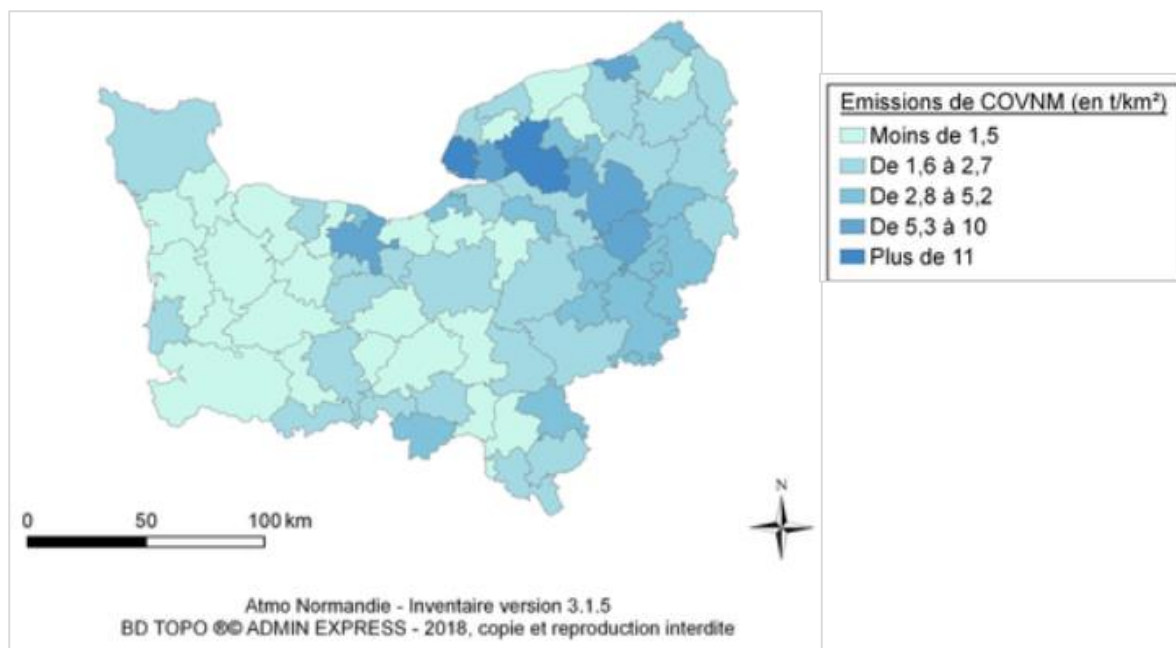 Emissions de COVNM (en t/km²)
Moins de 1,5
De 1,6 à 2,7
De 2,8 à 5,2
De 5,3 à 10
Plus de 11
N
0 50 100 km
Atmo Normandie - Inventaire version 3.1.5
BD TOPO ®© ADMIN EXPRESS - 2018, copie et reproduction interdite